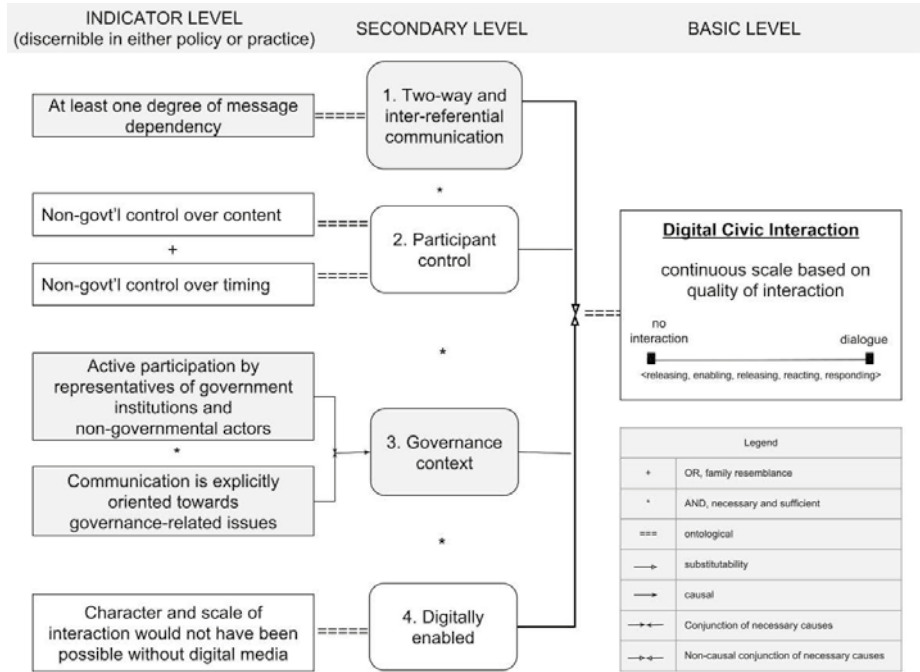 INDICATOR LEVEL
(discernible in either policy or practice)
SECONDARY LEVEL
BASIC LEVEL
At least one degree of message
dependency
=====
1. Two-way and
inter-referential
communication
*
Non-govt'l control over content
=====
+
Non-govt'l control over timing
=====
2. Participant
control
*
Active participation by
representatives of government
institutions and
non-governmental actors
*
Communication is explicitly
oriented towards
governance-related issues
3. Governance
context
*
Character and scale of
interaction would not have been
possible without digital media
=====
4. Digitally
enabled
====
Digital Civic Interaction
continuous scale based on
quality of interaction
no
interaction
dialogue
<releasing, enabling, releasing, reacting, responding>
Legend
+ OR, family resemblance
* AND, necessary and sufficient
=== ontological
substitutability
causal
Conjunction of necessary causes
Non-causal conjunction of necessary causes